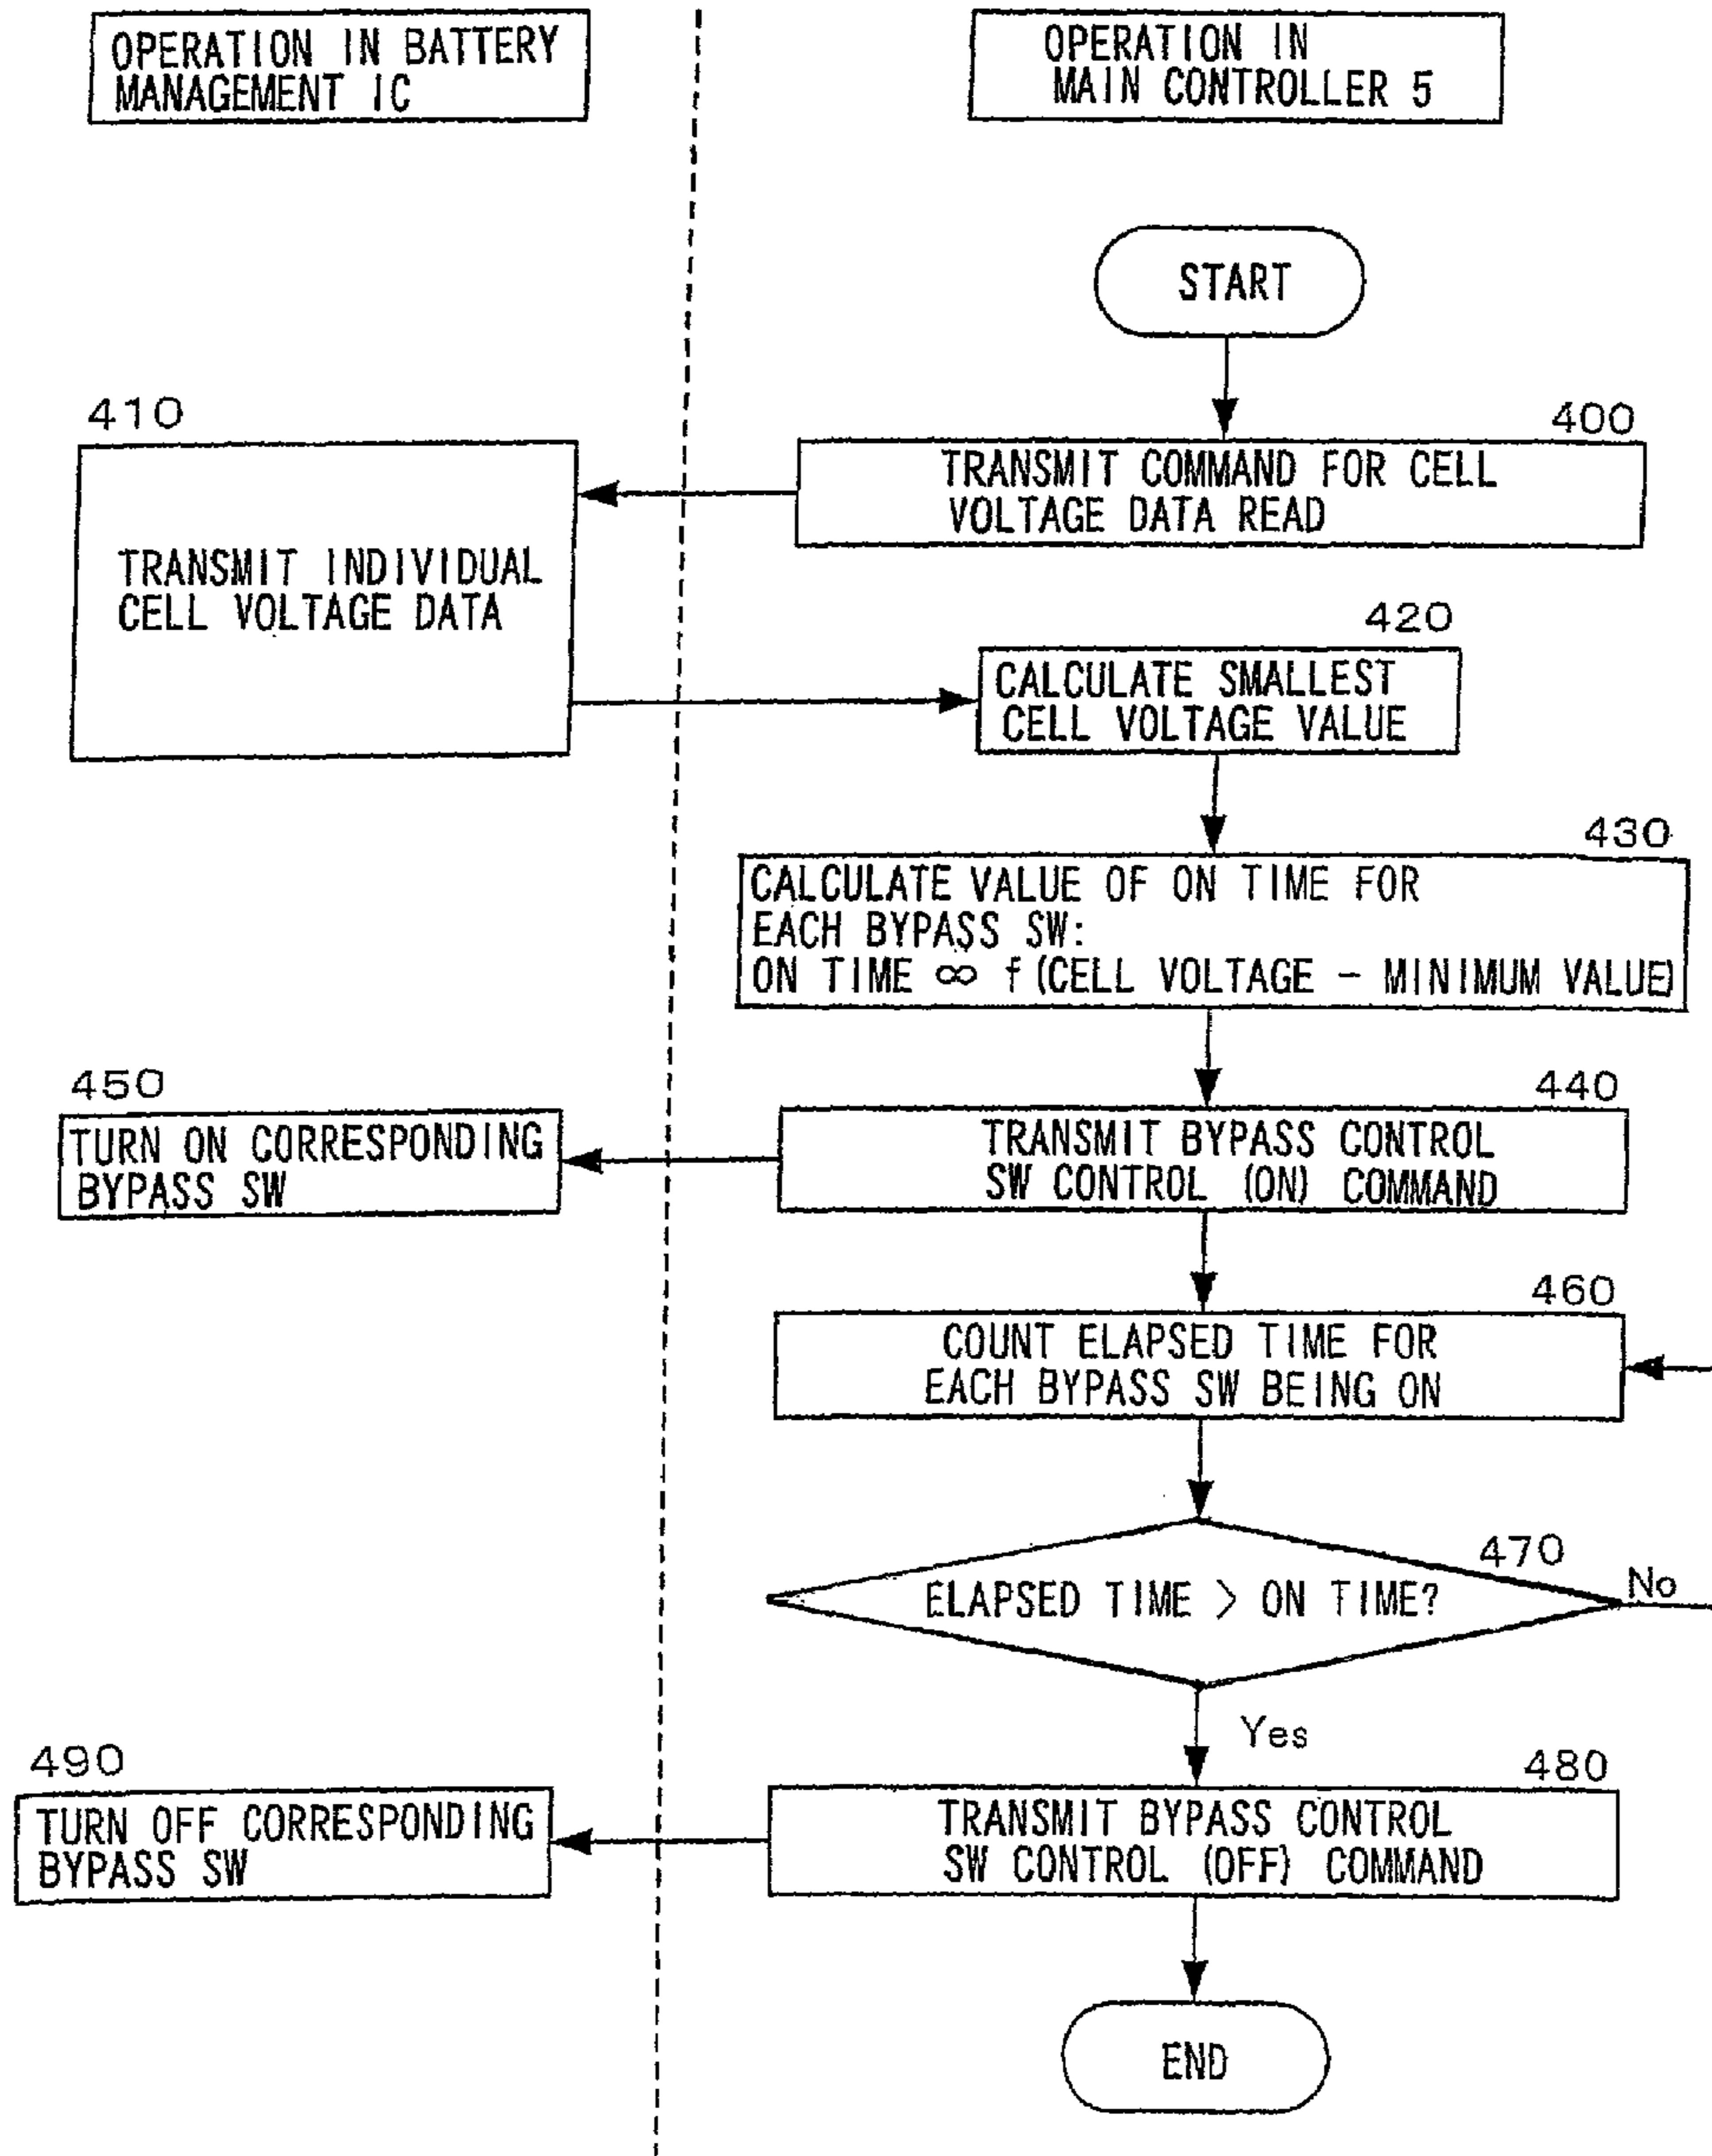 OPERATION IN BATTERY
MANAGEMENT IC
OPERATION IN
MAIN CONTROLLER 5
START
400
TRANSMIT COMMAND FOR CELL
VOLTAGE DATA READ
410
TRANSMIT INDIVIDUAL
CELL VOLTAGE DATA
420
CALCULATE SMALLEST
CELL VOLTAGE VALUE
430
CALCULATE VALUE OF ON TIME FOR
EACH BYPASS SW:
ON TIME ∞ f(CELL VOLTAGE - MINIMUM VALUE)
440
TRANSMIT BYPASS CONTROL
SW CONTROL (ON) COMMAND
450
TURN ON CORRESPONDING
BYPASS SW
460
COUNT ELAPSED TIME FOR
EACH BYPASS SW BEING ON
470
ELAPSED TIME > ON TIME?
No
Yes
480
TRANSMIT BYPASS CONTROL
SW CONTROL (OFF) COMMAND
490
TURN OFF CORRESPONDING
BYPASS SW
END